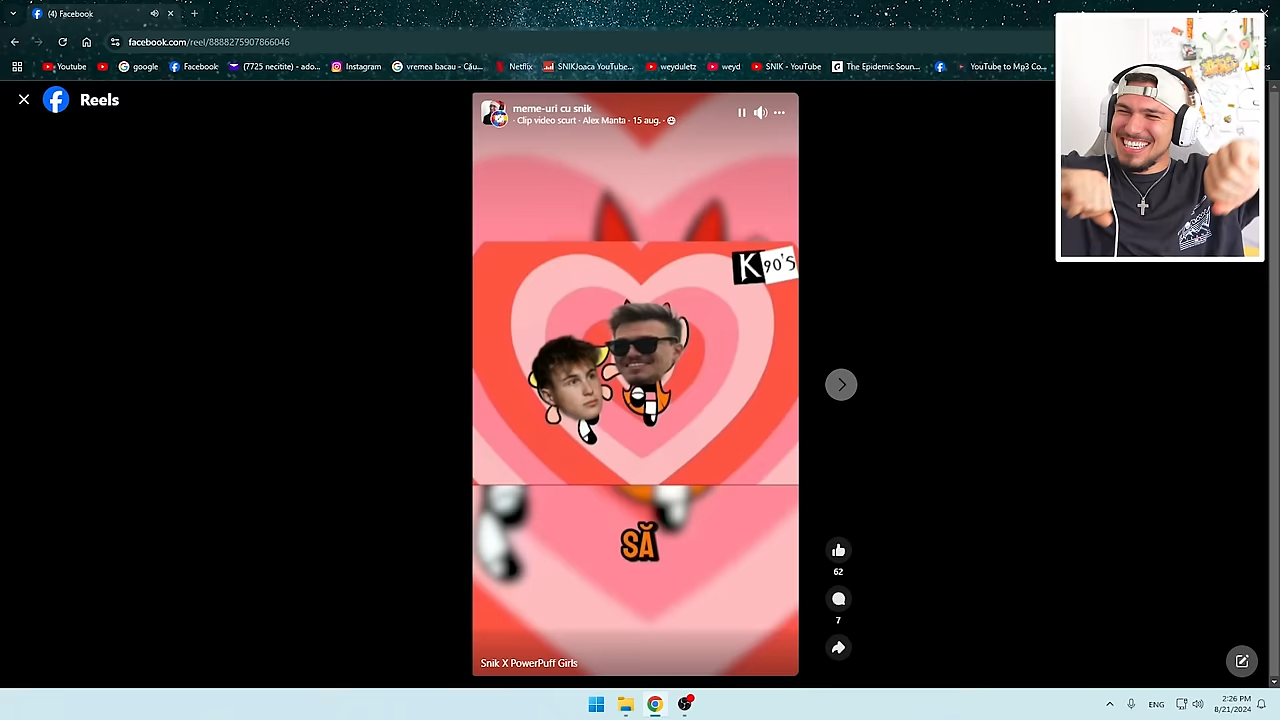 (4) Facebook
facebook.com/reel/8888275907866046
Youtube
google
Facebook
(7725 necitite) - ado...
Instagram
vremea bacau - Cău...
Netflix
SNIKJoaca YouTube...
weyduletz
weyd
SNIK - YouTube
The Epidemic Soun...
YouTube to Mp3 Co...
Reels
meme-uri cu snik
· Clip video scurt · Alex Manta · 15 aug. ·
K 90'S
SĂ
62
7
Snik X PowerPuff Girls
ENG
2:26 PM
8/21/2024